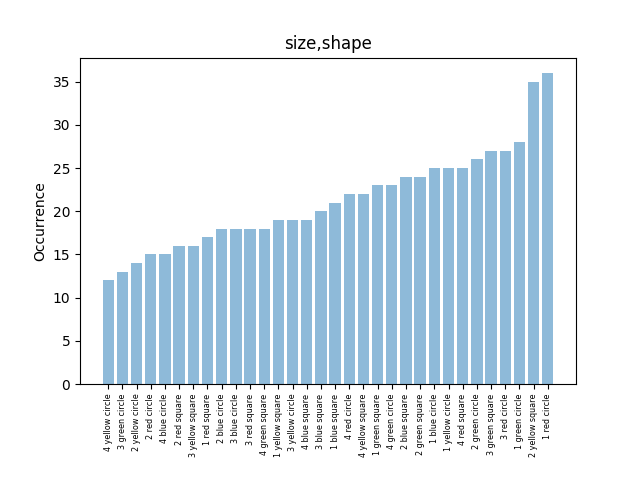 size,shape
Occurrence
35
30
25
20
15
10
5
0
4 yellow circle
3 green circle
2 yellow circle
2 red circle
4 blue circle
2 red square
3 yellow square
1 red square
2 blue circle
3 blue circle
3 red square
4 green square
1 yellow square
3 yellow circle
4 blue square
3 blue square
1 blue square
4 red circle
4 yellow square
1 green square
4 green circle
2 blue square
2 green square
1 blue circle
1 yellow circle
4 red square
2 green circle
3 green square
3 red circle
1 green circle
2 yellow square
1 red circle